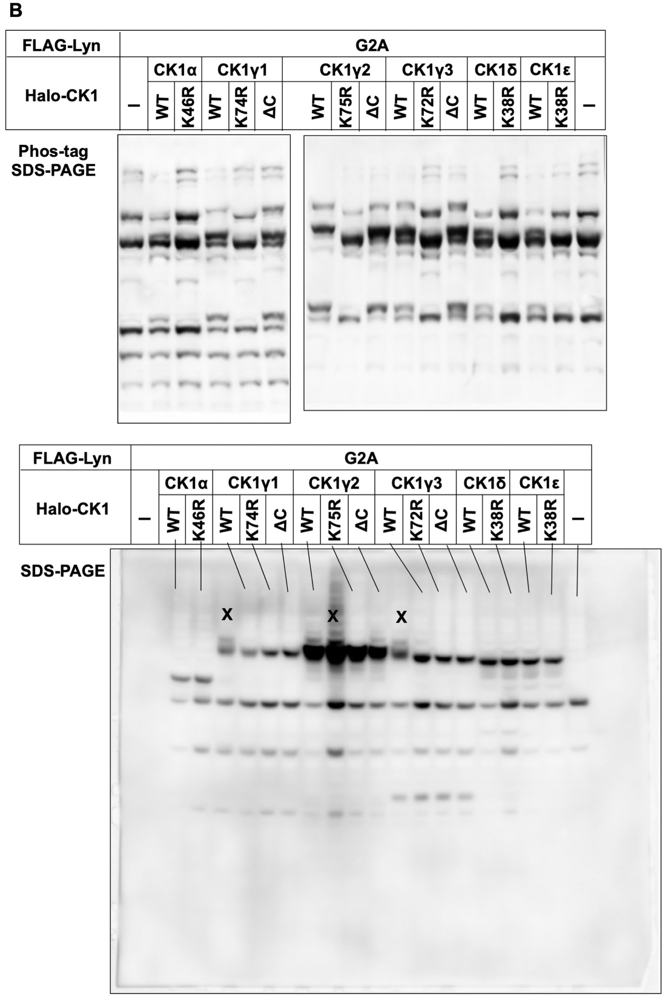 B
FLAG-Lyn G2A
Halo-CK1 CK1α CK1γ1 CK1γ2 CK1γ3 CK1δ CK1ε
– WT K46R WT K74R ΔC WT K75R ΔC WT K72R ΔC WT K38R WT K38R –
Phos-tag
SDS-PAGE
FLAG-Lyn G2A
Halo-CK1 CK1α CK1γ1 CK1γ2 CK1γ3 CK1δ CK1ε
– WT K46R WT K74R ΔC WT K75R ΔC WT K72R ΔC WT K38R WT K38R –
SDS-PAGE
X X X